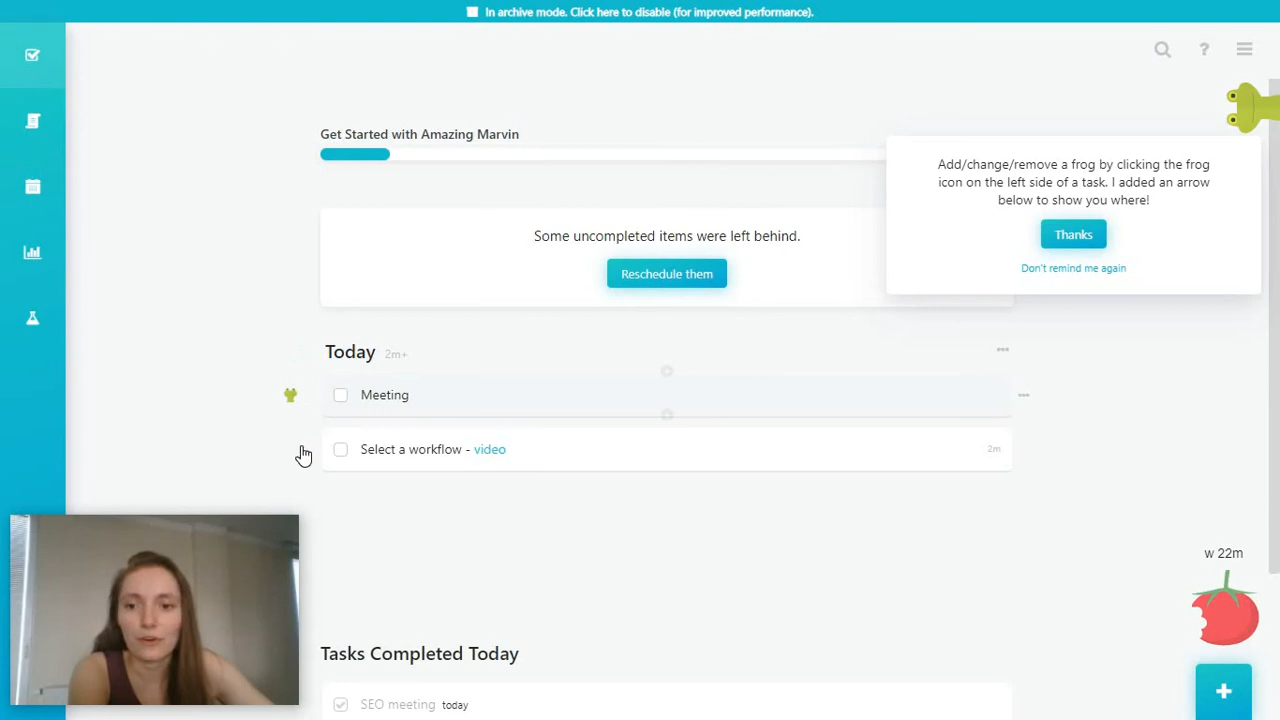 In archive mode. Click here to disable (for improved performance).
?
Get Started with Amazing Marvin
Add/change/remove a frog by clicking the frog
icon on the left side of a task. I added an arrow
below to show you where!
Thanks
Don't remind me again
Some uncompleted items were left behind.
Reschedule them
Today 2m+
Meeting
Select a workflow - video 2m
w 22m
Tasks Completed Today
SEO meeting today